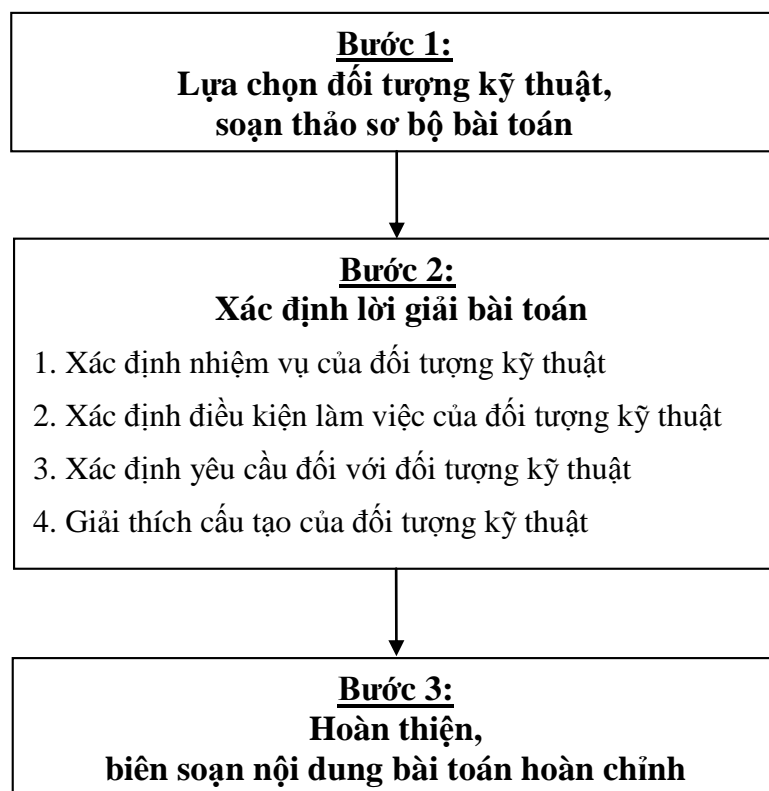 Bước 1:
Lựa chọn đối tượng kỹ thuật,
soạn thảo sơ bộ bài toán
Bước 2:
Xác định lời giải bài toán
1. Xác định nhiệm vụ của đối tượng kỹ thuật
2. Xác định điều kiện làm việc của đối tượng kỹ thuật
3. Xác định yêu cầu đối với đối tượng kỹ thuật
4. Giải thích cấu tạo của đối tượng kỹ thuật
Bước 3:
Hoàn thiện,
biên soạn nội dung bài toán hoàn chỉnh